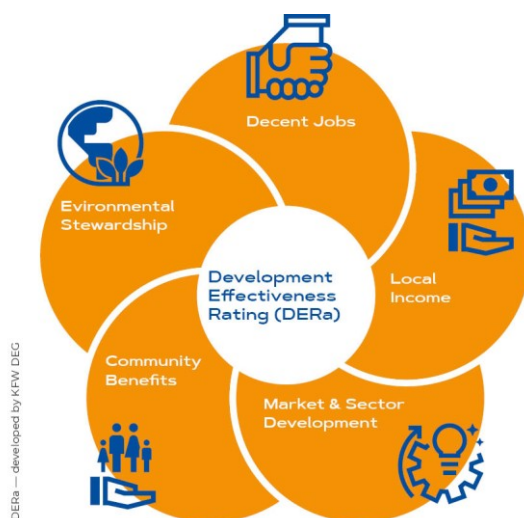 Decent Jobs
Evironmental
Stewardship
Local
Income
Development
Effectiveness
Rating (DERa)
Community
Benefits
Market & Sector
Development
DERa — developed by KFW DEG